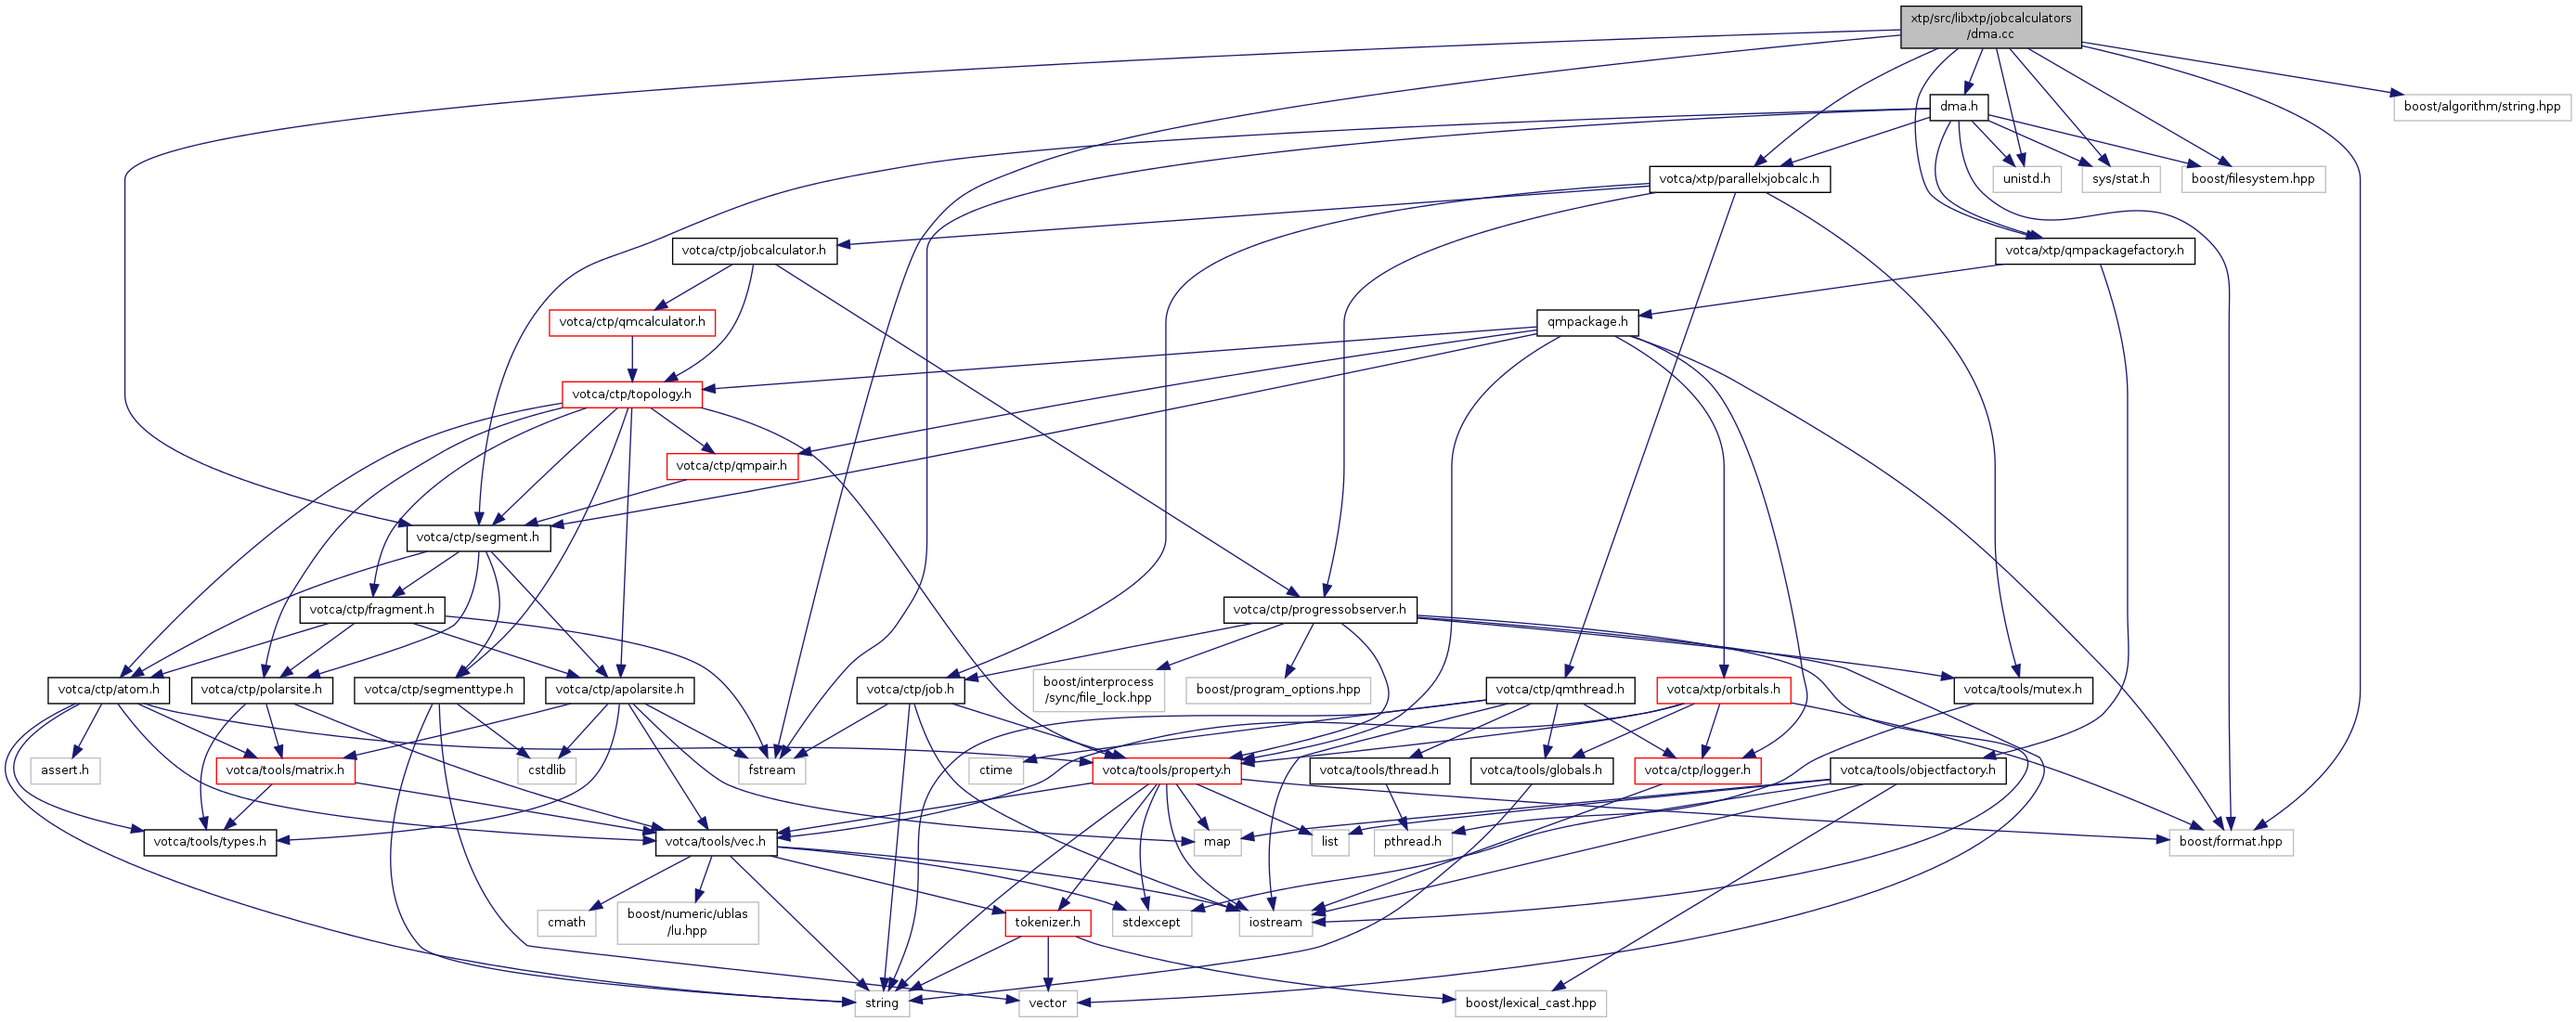 xtp/src/libxtp/jobcalculators
/dma.cc
dma.h
boost/algorithm/string.hpp
votca/xtp/parallelxjobcalc.h
unistd.h
sys/stat.h
boost/filesystem.hpp
votca/ctp/jobcalculator.h
votca/xtp/qmpackagefactory.h
votca/ctp/qmcalculator.h
qmpackage.h
votca/ctp/topology.h
votca/ctp/qmpair.h
votca/ctp/segment.h
votca/ctp/fragment.h
votca/ctp/progressobserver.h
votca/ctp/atom.h
votca/ctp/polarsite.h
votca/ctp/segmenttype.h
votca/ctp/apolarsite.h
votca/ctp/job.h
boost/interprocess
/sync/file_lock.hpp
boost/program_options.hpp
votca/ctp/qmthread.h
votca/xtp/orbitals.h
votca/tools/mutex.h
assert.h
votca/tools/matrix.h
cstdlib
fstream
ctime
votca/tools/property.h
votca/tools/thread.h
votca/tools/globals.h
votca/ctp/logger.h
votca/tools/objectfactory.h
votca/tools/types.h
votca/tools/vec.h
map
list
pthread.h
boost/format.hpp
cmath
boost/numeric/ublas
/lu.hpp
tokenizer.h
stdexcept
iostream
string
vector
boost/lexical_cast.hpp